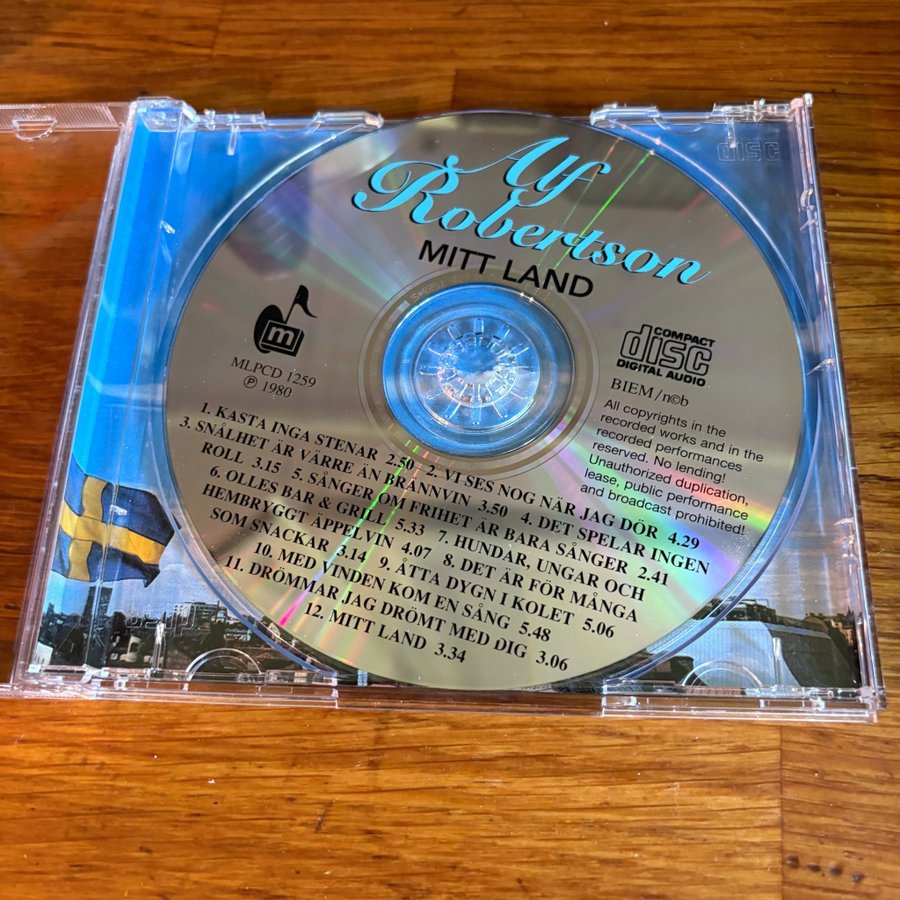 Alf
Robertson
MITT LAND
m
MLPCD 1259
℗ 1980
COMPACT
disc
DIGITAL AUDIO
BIEM / n©b
All copyrights in the
recorded works and in the
recorded performances
reserved. No lending!
Unauthorized duplication,
lease, public performance
and broadcast prohibited!
1. KASTA INGA STENAR 2.50 2. VI SES NOG NÄR JAG DÖR 4.29
3. SNÅLHET ÄR VÄRRE ÄN BRÄNNVIN 3.50 4. DET SPELAR INGEN
ROLL 3.15 5. SÅNGER OM FRIHET ÄR BARA SÅNGER 2.41
6. OLLES BAR & GRILL 5.33 7. HUNDAR, UNGAR OCH
HEMBRYGGT ÄPPELVIN 4.07 8. DET ÄR FÖR MÅNGA
SOM SNACKAR 3.14 9. ÅTTA DYGN I KOLET 5.06
10. MED VINDEN KOM EN SÅNG 5.48
11. DRÖMMAR JAG DRÖMT MED DIG 3.06
12. MITT LAND 3.34
disc